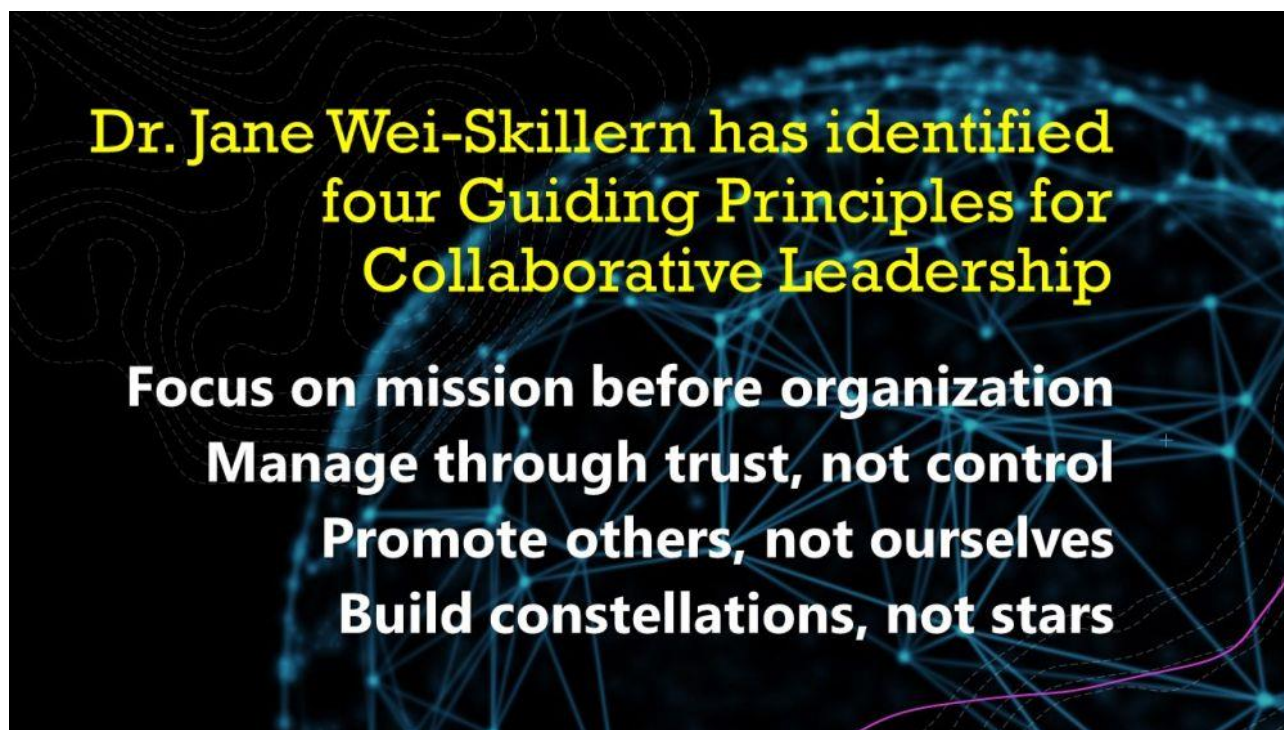 Dr. Jane Wei-Skillern has identified
four Guiding Principles for
Collaborative Leadership
Focus on mission before organization
Manage through trust, not control
Promote others, not ourselves
Build constellations, not stars